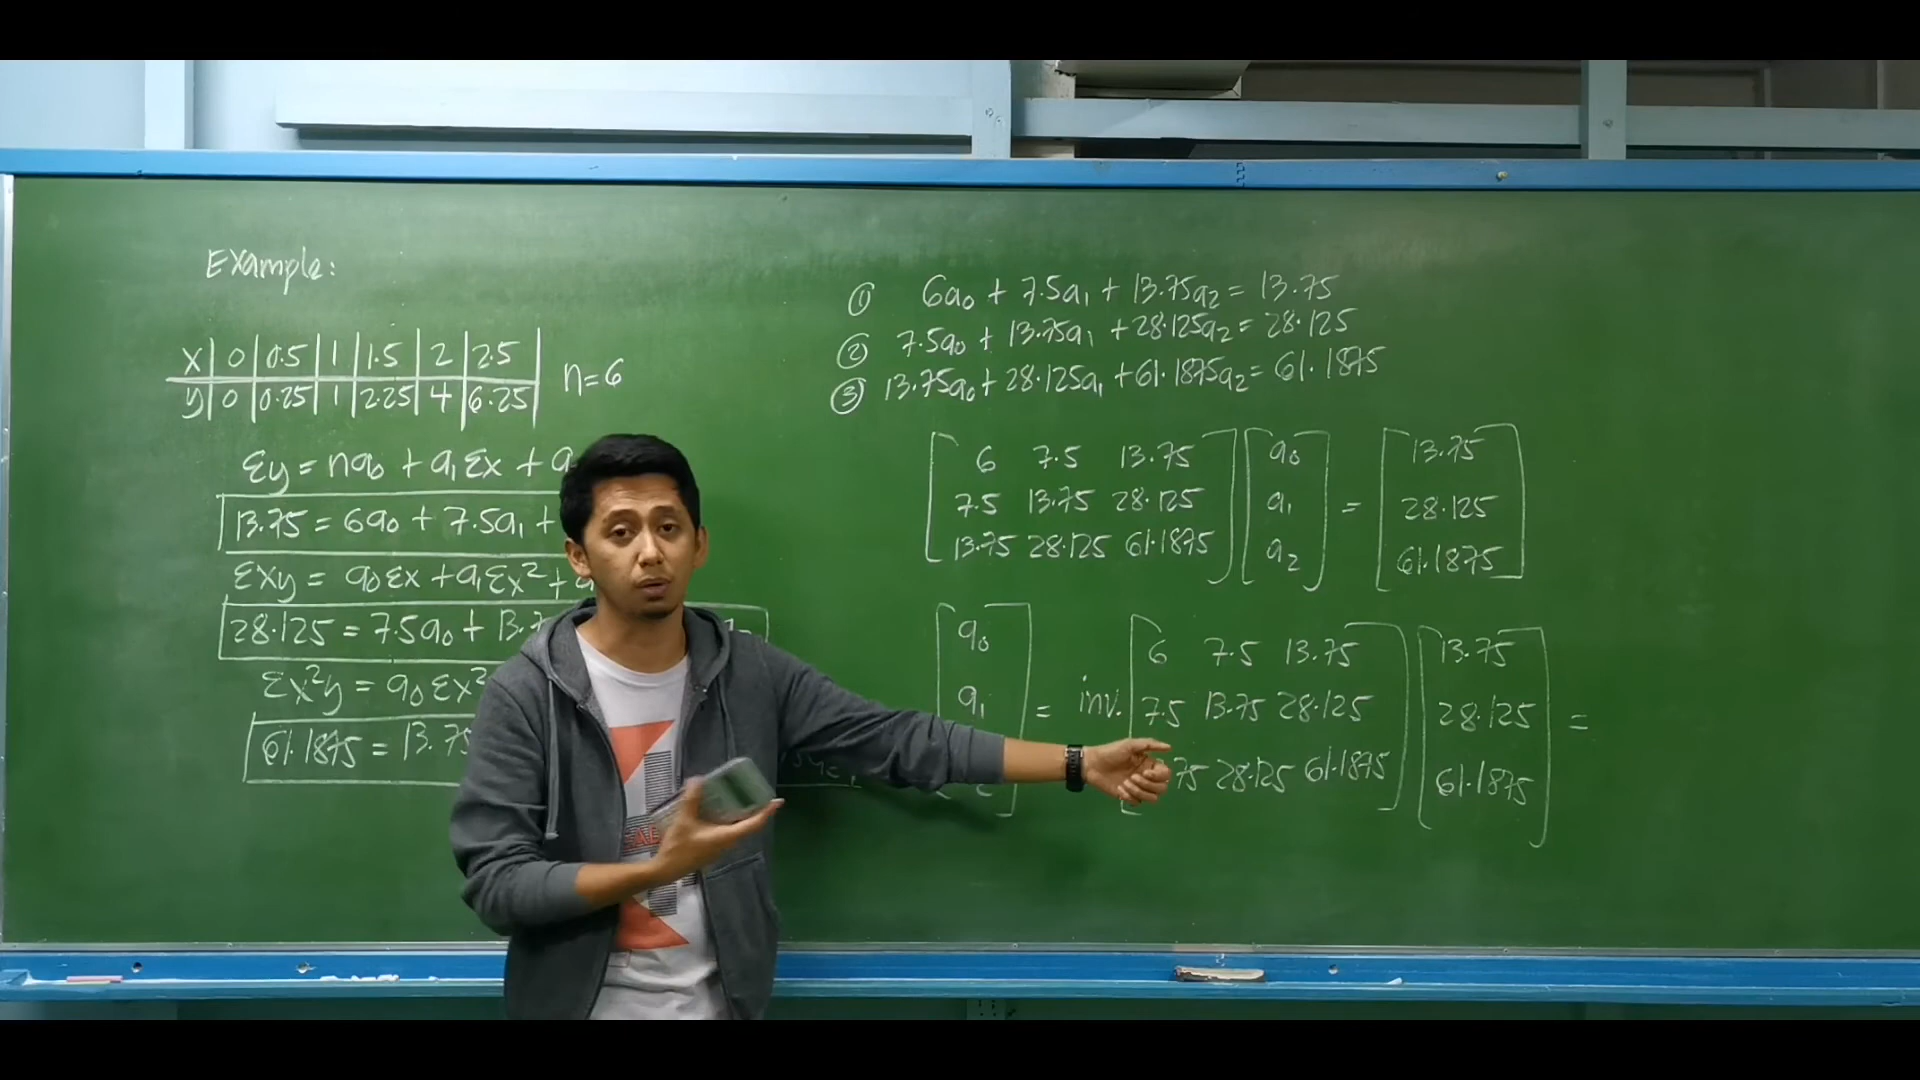 Example:
x 0 0.5 1 1.5 2 2.5
y 0 0.25 1 2.25 4 6.25
n=6
Σy = na₀ + a₁Σx + a
13.75 = 6a₀ + 7.5a₁ +
Σxy = a₀Σx + a₁Σx² + a
28.125 = 7.5a₀ + 13.7
Σx²y = a₀Σx²
61.1875 = 13.75
① 6a₀ + 7.5a₁ + 13.75a₂ = 13.75
② 7.5a₀ + 13.75a₁ + 28.125a₂ = 28.125
③ 13.75a₀ + 28.125a₁ + 61.1875a₂ = 61.1875
6 7.5 13.75 a₀ 13.75
7.5 13.75 28.125 a₁ = 28.125
13.75 28.125 61.1875 a₂ 61.1875
a₀ 6 7.5 13.75 13.75
a₁ = inv. 7.5 13.75 28.125 28.125 =
75 28.125 61.1875 61.1875